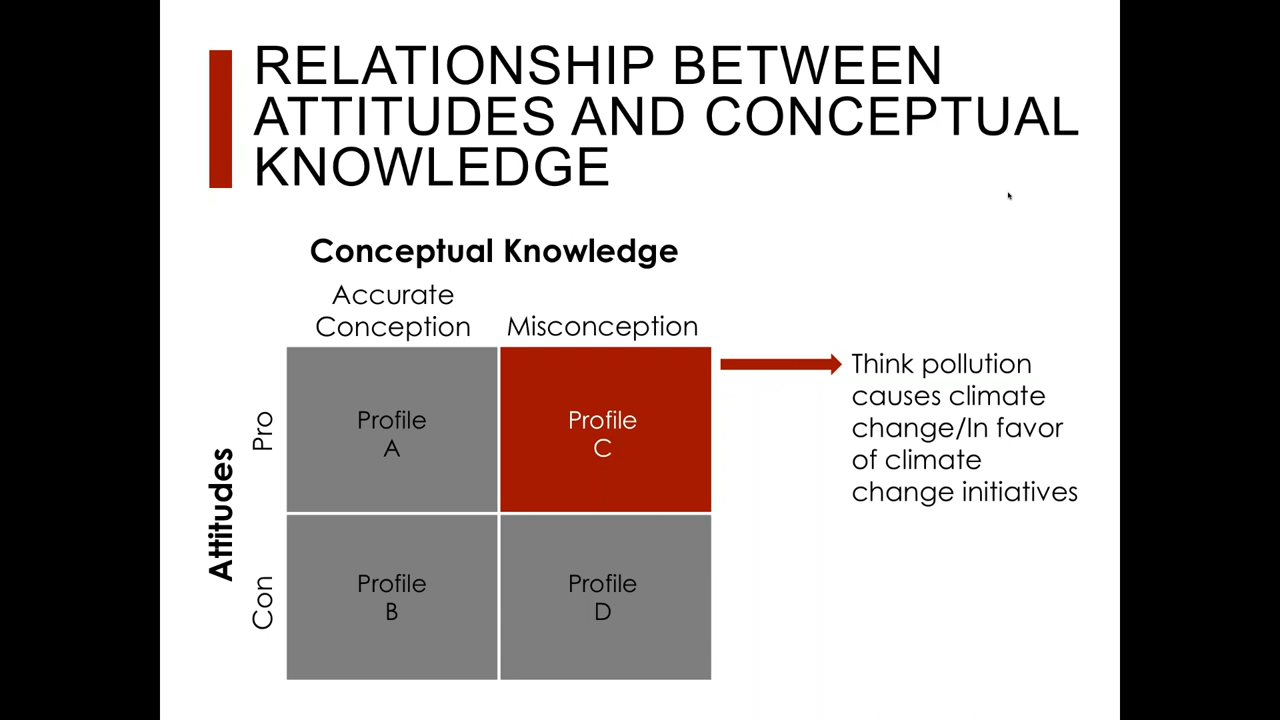 RELATIONSHIP BETWEEN
ATTITUDES AND CONCEPTUAL
KNOWLEDGE
Conceptual Knowledge
Accurate
Conception
Misconception
Attitudes
Pro
Profile
A
Profile
C
Think pollution
causes climate
change/In favor
of climate
change initiatives
Con
Profile
B
Profile
D